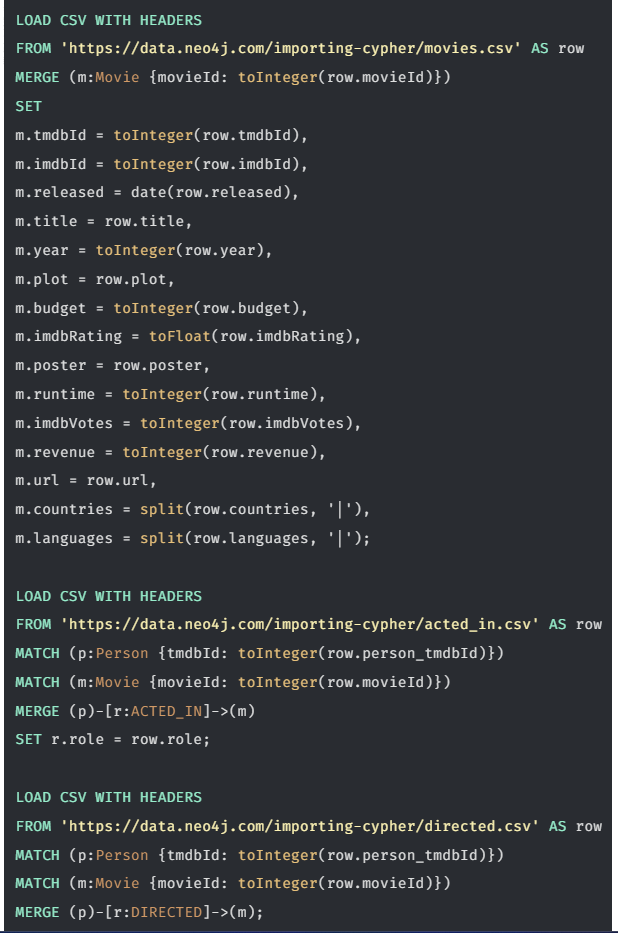 LOAD CSV WITH HEADERS
FROM 'https://data.neo4j.com/importing-cypher/movies.csv' AS row
MERGE (m:Movie {movieId: toInteger(row.movieId)})
SET
m.tmdbId = toInteger(row.tmdbId),
m.imdbId = toInteger(row.imdbId),
m.released = date(row.released),
m.title = row.title,
m.year = toInteger(row.year),
m.plot = row.plot,
m.budget = toInteger(row.budget),
m.imdbRating = toFloat(row.imdbRating),
m.poster = row.poster,
m.runtime = toInteger(row.runtime),
m.imdbVotes = toInteger(row.imdbVotes),
m.revenue = toInteger(row.revenue),
m.url = row.url,
m.countries = split(row.countries, '|'),
m.languages = split(row.languages, '|');

LOAD CSV WITH HEADERS
FROM 'https://data.neo4j.com/importing-cypher/acted_in.csv' AS row
MATCH (p:Person {tmdbId: toInteger(row.person_tmdbId)})
MATCH (m:Movie {movieId: toInteger(row.movieId)})
MERGE (p)-[r:ACTED_IN]->(m)
SET r.role = row.role;

LOAD CSV WITH HEADERS
FROM 'https://data.neo4j.com/importing-cypher/directed.csv' AS row
MATCH (p:Person {tmdbId: toInteger(row.person_tmdbId)})
MATCH (m:Movie {movieId: toInteger(row.movieId)})
MERGE (p)-[r:DIRECTED]->(m);